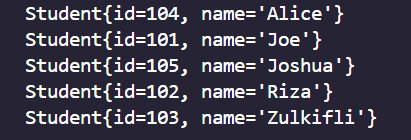 Student{id=104, name='Alice'}
Student{id=101, name='Joe'}
Student{id=105, name='Joshua'}
Student{id=102, name='Riza'}
Student{id=103, name='Zulkifli'}